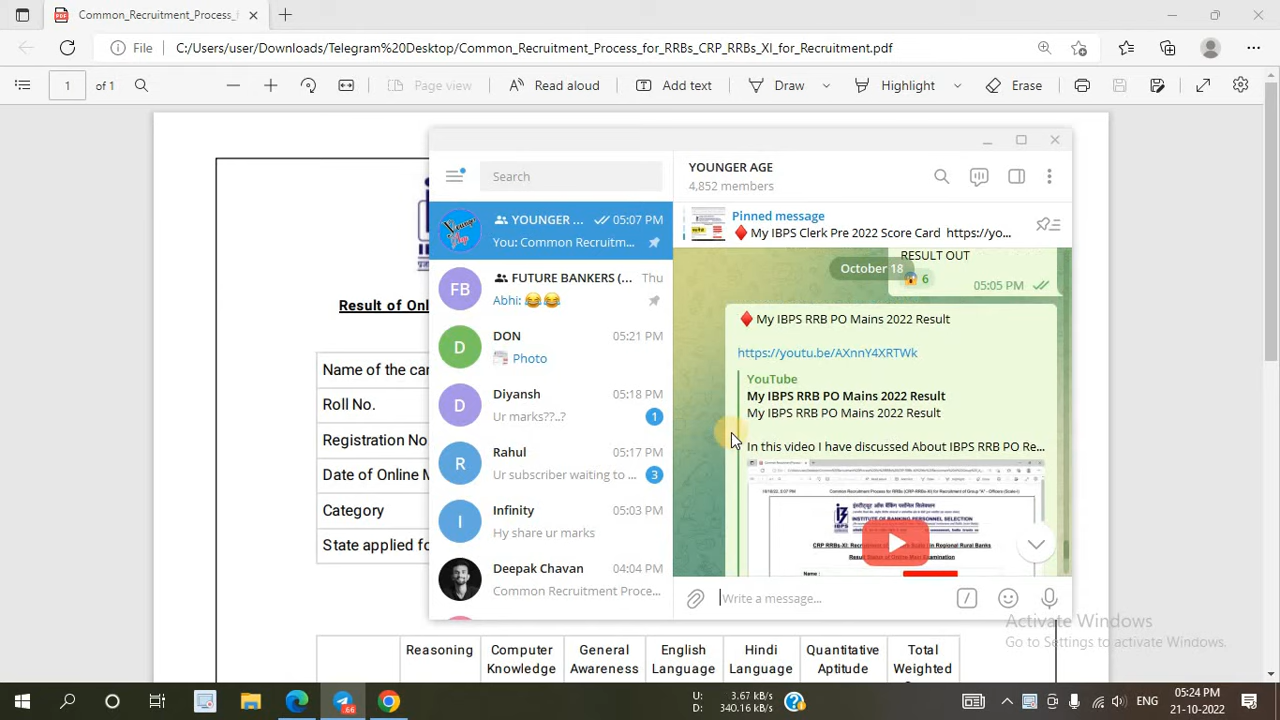 Common_Recruitment_Process_f
File
C:/Users/user/Downloads/Telegram%20Desktop/Common_Recruitment_Process_for_RRBs_CRP_RRBs_XI_for_Recruitment.pdf
1 of 1
Page view
Read aloud
Add text
Draw
Highlight
Erase
Result of Onl
Name of the car
Roll No.
Registration No
Date of Online M
Category
State applied fo
Search
YOUNGER ... 05:07 PM
You: Common Recruitm...
FB
FUTURE BANKERS (... Thu
Abhi: 😂😂
D
DON 05:21 PM
Photo
D
Diyansh 05:18 PM
Ur marks??..? 1
R
Rahul 05:17 PM
Ur subscriber waiting to ... 3
I
Infinity 05:03 PM
Hy share ur marks
Deepak Chavan 04:04 PM
Common Recruitment Proce...
YOUNGER AGE
4,852 members
Pinned message
♦️ My IBPS Clerk Pre 2022 Score Card https://yo...
RESULT OUT
October 18
😱 6
05:05 PM
♦️ My IBPS RRB PO Mains 2022 Result
https://youtu.be/AXnnY4XRTWk
YouTube
My IBPS RRB PO Mains 2022 Result
My IBPS RRB PO Mains 2022 Result
In this video I have discussed About IBPS RRB PO Re...
INSTITUTE OF BANKING PERSONNEL SELECTION
Name :
Write a message...
Activate Windows
Go to Settings to activate Windows.
Reasoning
Computer Knowledge
General Awareness
English Language
Hindi Language
Quantitative Aptitude
Total Weighted
66
U: 3.67 kB/s
D: 340.16 kB/s
ENG
05:24 PM
21-10-2022